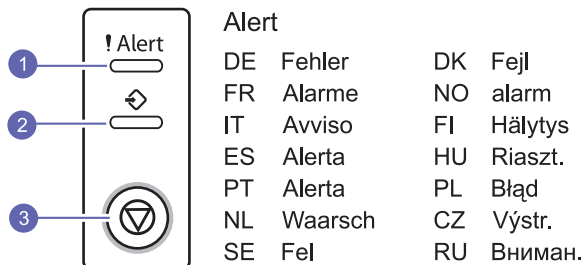 ! Alert
1
2
3
Alert
DE Fehler
FR Alarme
IT Avviso
ES Alerta
PT Alerta
NL Waarsch
SE Fel
DK Fejl
NO alarm
FI Hälytys
HU Riaszt.
PL Błąd
CZ Výstr.
RU Вниман.